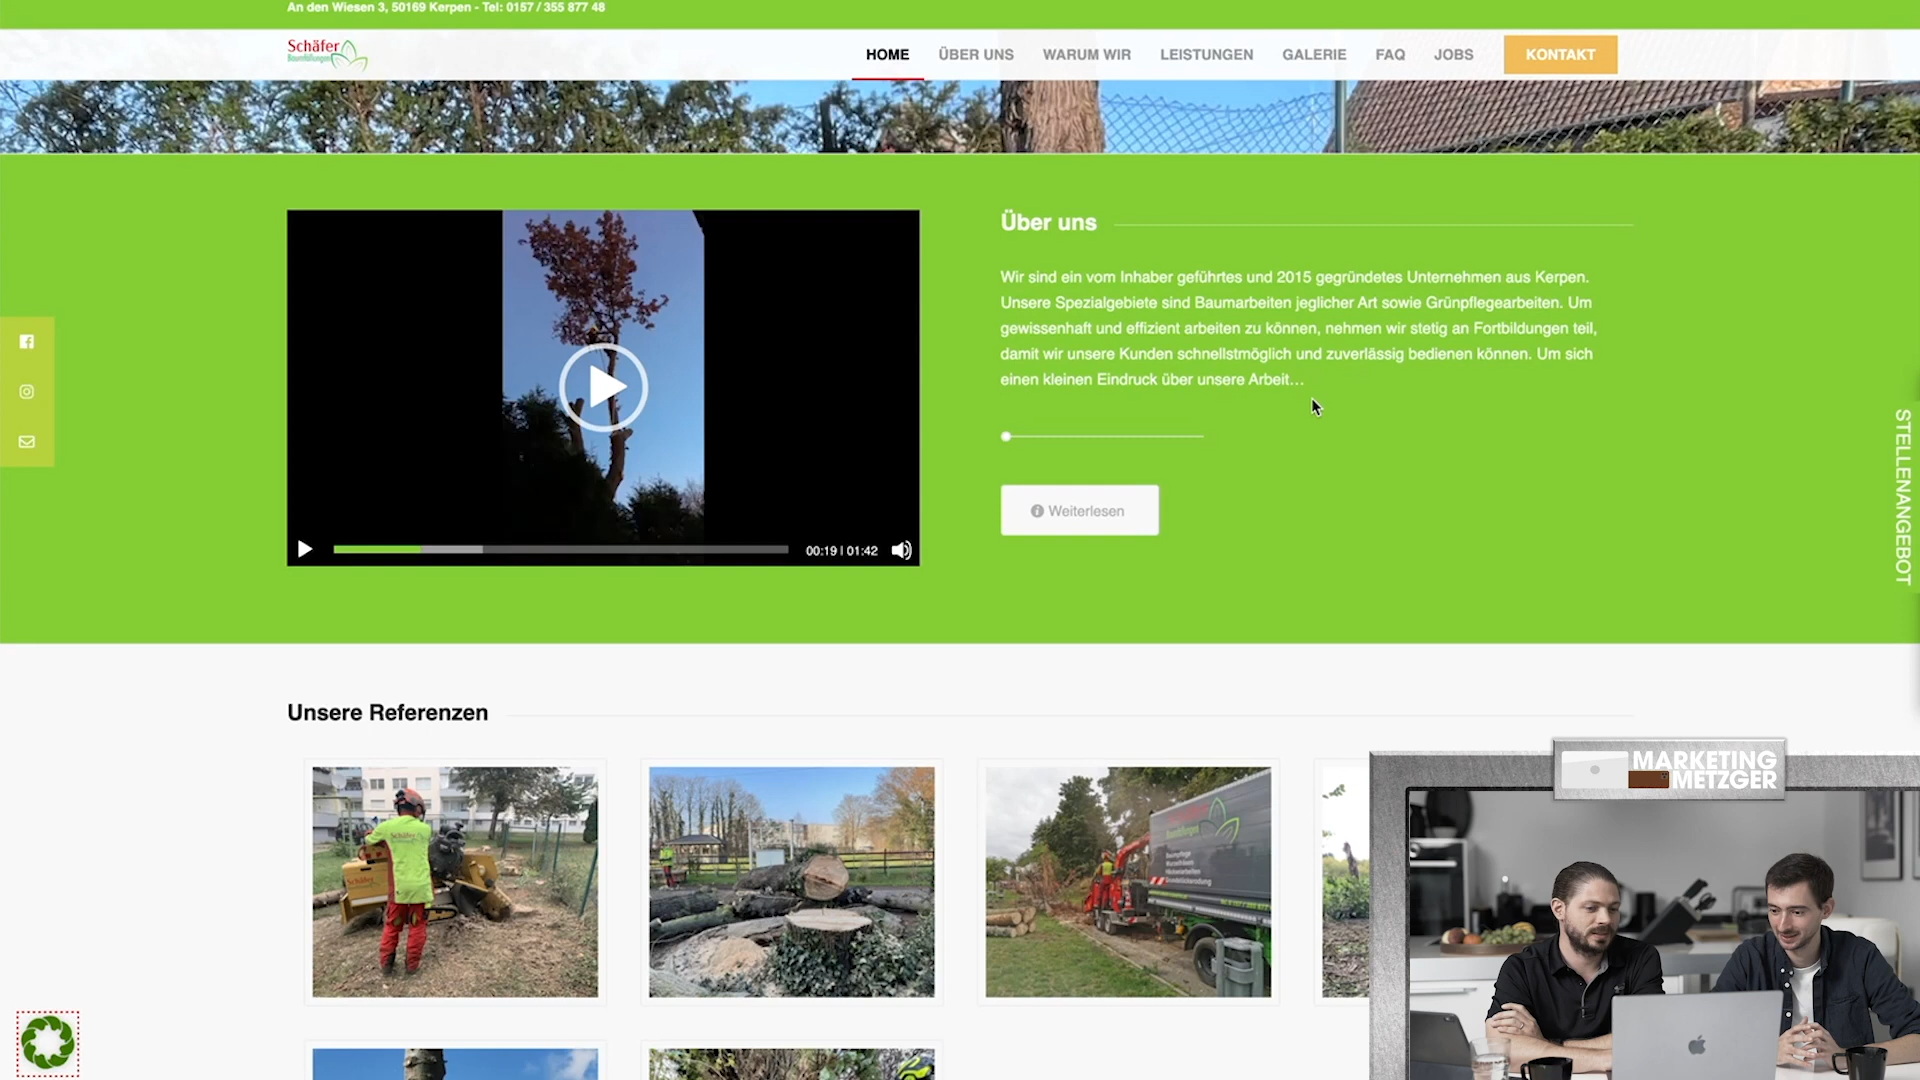 An den Wiesen 3, 50169 Kerpen - Tel: 0157 / 355 877 48
Schäfer
Baumfällungen
HOME ÜBER UNS WARUM WIR LEISTUNGEN GALERIE FAQ JOBS KONTAKT
Über uns
Wir sind ein vom Inhaber geführtes und 2015 gegründetes Unternehmen aus Kerpen.
Unsere Spezialgebiete sind Baumarbeiten jeglicher Art sowie Grünpflegearbeiten. Um
gewissenhaft und effizient arbeiten zu können, nehmen wir stetig an Fortbildungen teil,
damit wir unsere Kunden schnellstmöglich und zuverlässig bedienen können. Um sich
einen kleinen Eindruck über unsere Arbeit...
Weiterlesen
00:19 | 01:42
STELLENANGEBOT
Unsere Referenzen
MARKETING
METZGER